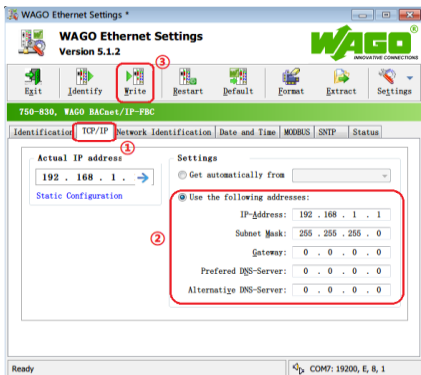 WAGO Ethernet Settings *
WAGO Ethernet Settings
Version 5.1.2
WAGO®
INNOVATIVE CONNECTIONS
③
Exit Identify Write Restart Default Format Extract Settings
750-830, WAGO BACnet/IP-FBC
Identification TCP/IP Network Identification Date and Time MODBUS SNTP Status
①
Actual IP address Settings
192 . 168 . 1 . Get automatically from
Static Configuration Use the following addresses:
IP-Address: 192 . 168 . 1 . 1
② Subnet Mask: 255 . 255 . 255 . 0
Gateway: 0 . 0 . 0 . 0
Preferred DNS-Server: 0 . 0 . 0 . 0
Alternative DNS-Server: 0 . 0 . 0 . 0
Ready COM7: 19200, E, 8, 1